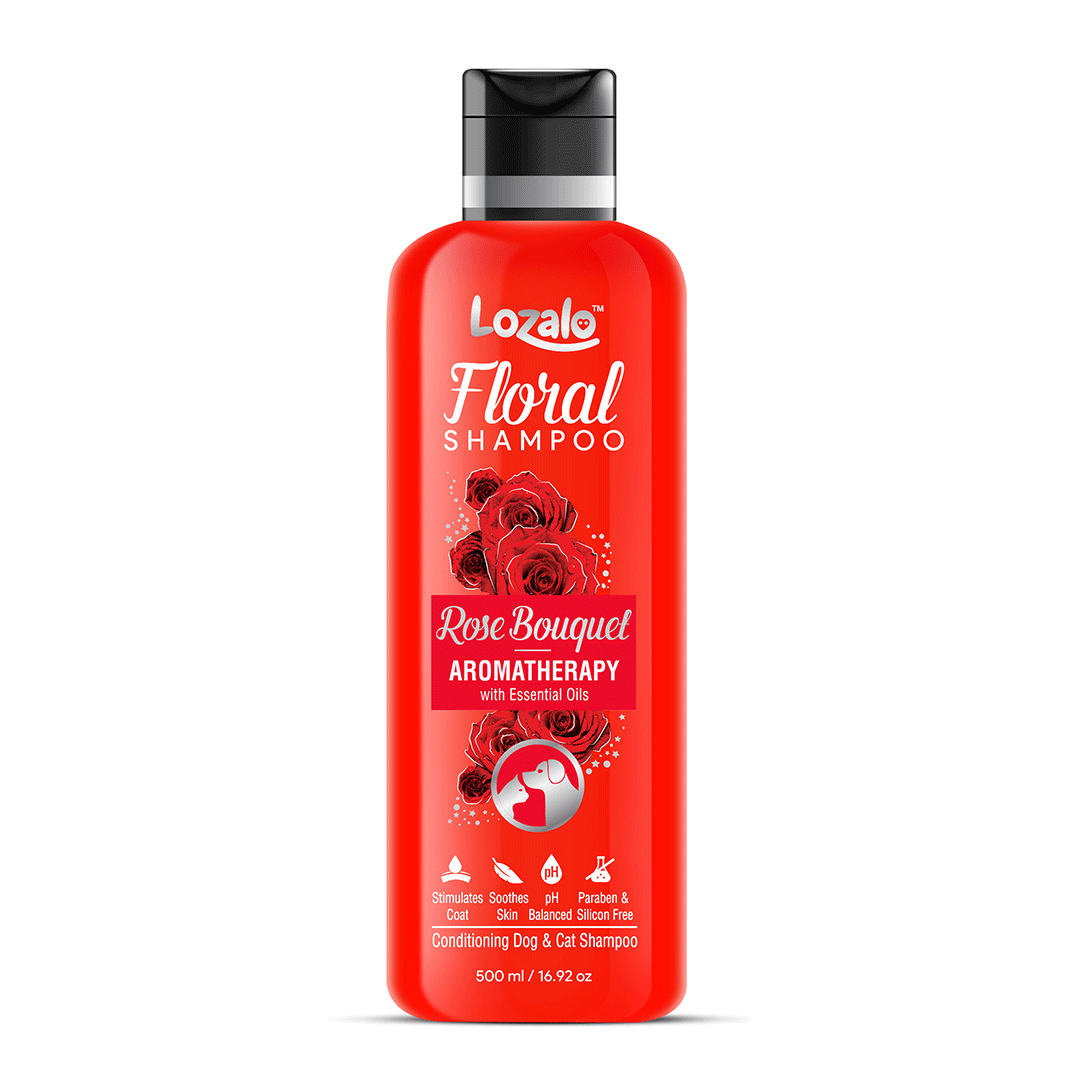 Lozalo™
Floral
SHAMPOO
Rose Bouquet
AROMATHERAPY
with Essential Oils
pH
Stimulates Coat
Soothes Skin
pH Balanced
Paraben & Silicon Free
Conditioning Dog & Cat Shampoo
500 ml / 16.92 oz